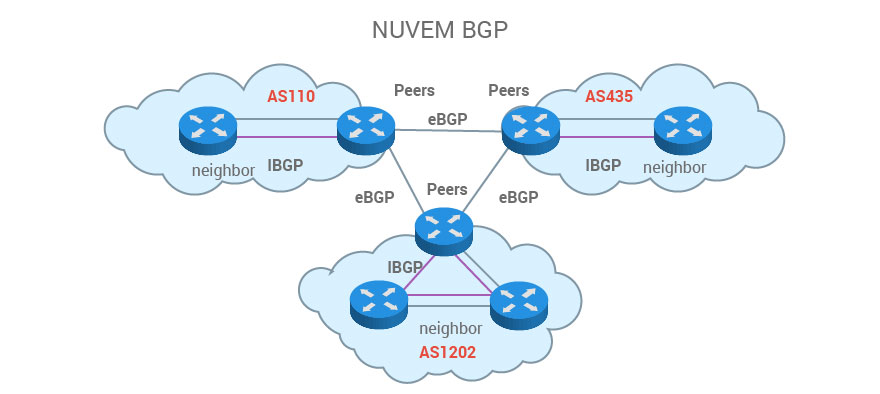 NUVEM BGP
AS110
Peers
Peers
AS435
eBGP
neighbor
IBGP
IBGP
neighbor
eBGP
Peers
eBGP
IBGP
neighbor
AS1202